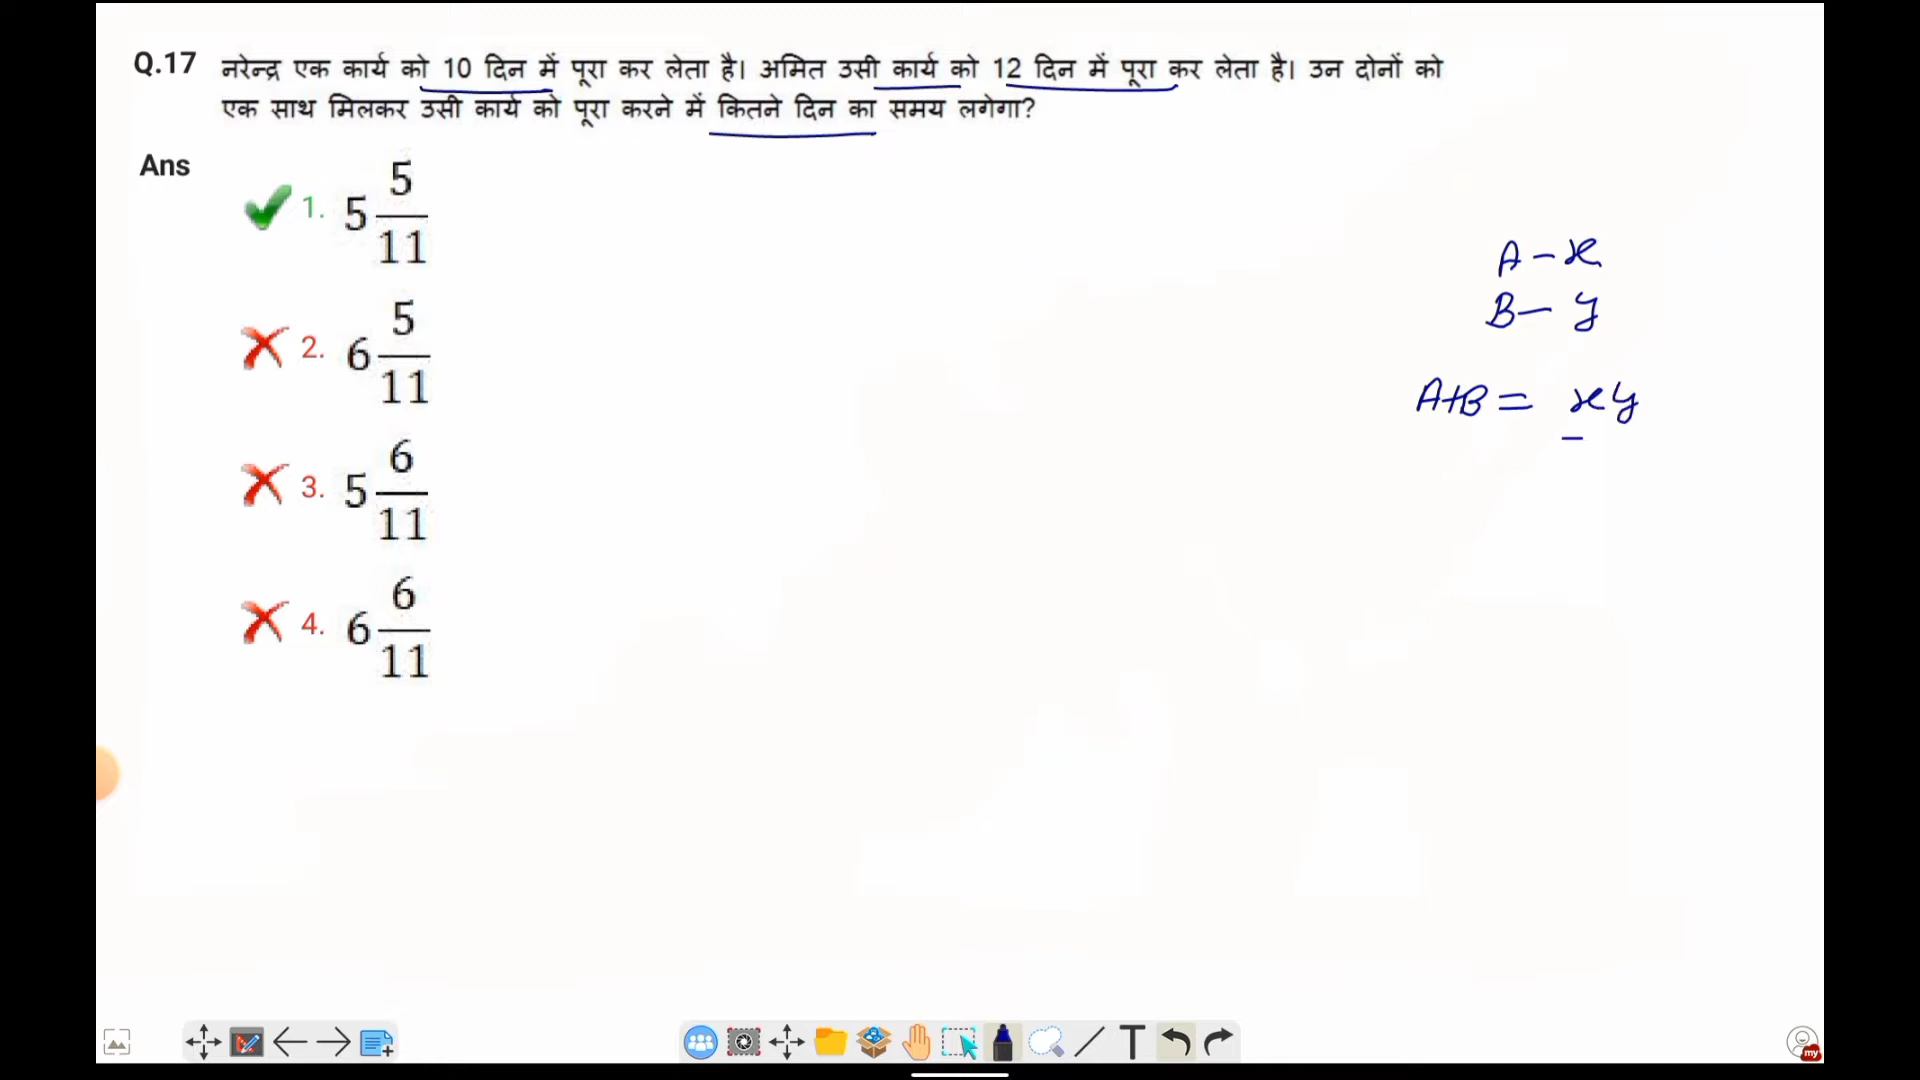 Q.17 नरेन्द्र एक कार्य को 10 दिन में पूरा कर लेता है। अमित उसी कार्य को 12 दिन में पूरा कर लेता है। उन दोनों को
एक साथ मिलकर उसी कार्य को पूरा करने में कितने दिन का समय लगेगा?
Ans
1. 5 5/11
2. 6 5/11
3. 5 6/11
4. 6 6/11
A – x
B – y
A+B = xy
T
my